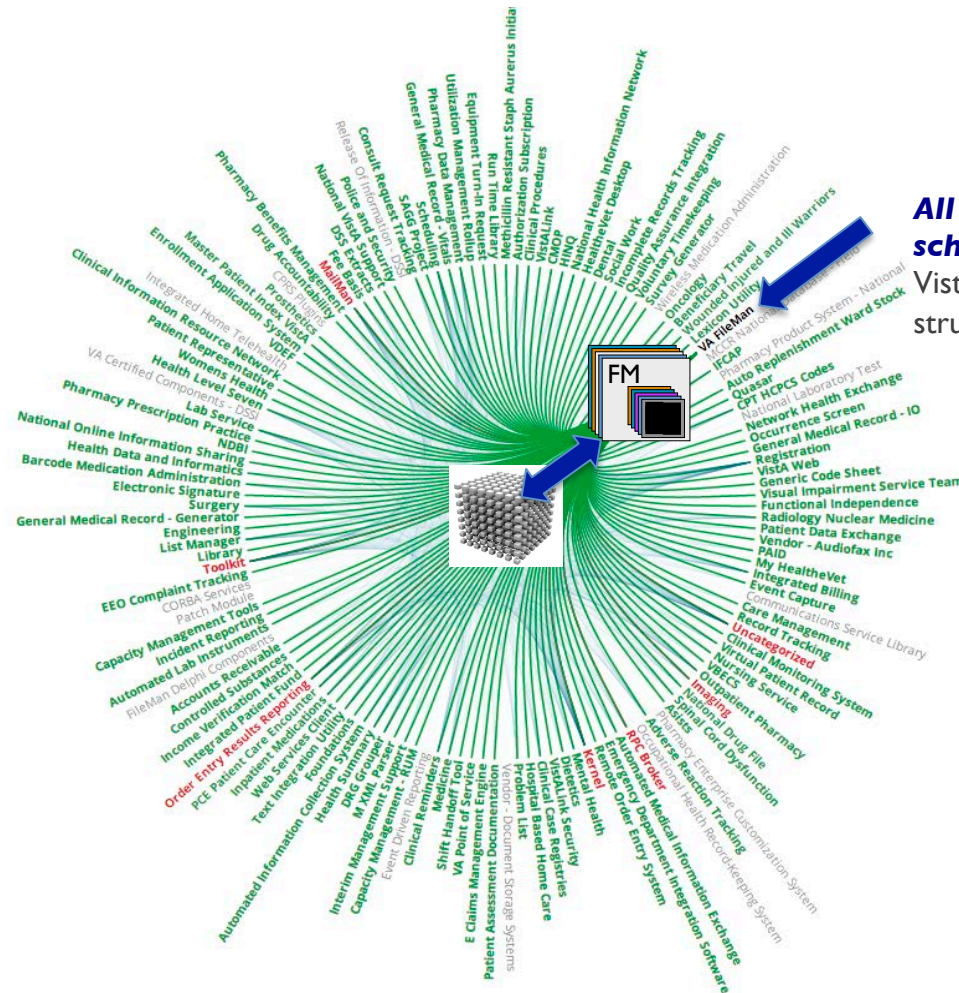 Methicillin Resistant Staph Aurerus Initia
Authorization Subscription
Clinical Procedures
VistALink
CMOP
HINQ
National Health Information Network
HealtheVet Desktop
Dental
Social Work
Incomplete Records Tracking
Quality Assurance Integration
Voluntary Timekeeping
Survey Generator
Wireless Medication Administration
Oncology
Beneficiary Travel
Wounded Injured and Ill Warriors
Lexicon Utility
VA FileMan
MCCR National Database - Field
IFCAP
Pharmacy Product System - National
Auto Replenishment Ward Stock
Quasar
CPT HCPCS Codes
National Laboratory Test
Network Health Exchange
Occurrence Screen
General Medical Record - IO
Registration
VistA Web
Generic Code Sheet
Visual Impairment Service Team
Functional Independence
Radiology Nuclear Medicine
Patient Data Exchange
Vendor - Audiofax Inc
PAID
My HealtheVet
Integrated Billing
Event Capture
Communications Service Library
Care Management
Record Tracking
Uncategorized
Clinical Monitoring System
Virtual Patient Record
Nursing Service
VBECS
Outpatient Pharmacy
Imaging
National Drug File
Spinal Cord Dysfunction
Asists
Pharmacy Enterprise Customization System
Adverse Reaction Tracking
Occupational Health Record-Keeping System
RPC Broker
Automated Medical Information Exchange
Emergency Department Integration Software
Remote Order Entry System
Kernel
Mental Health
Dietetics
VistALink Security
Clinical Case Registries
Hospital Based Home Care
Problem List
Vendor - Document Storage Systems
Patient Assessment Documentation
E Claims Management Engine
VA Point of Service
Shift Handoff Tool
Medicine
Clinical Reminders
Event Driven Reporting
Capacity Management - RUM
Interim Management Support
M XML Parser
DRG Grouper
Health Summary
Automated Information Collection System
Foundations
Text Integration Utility
Web Services Client
Inpatient Medications
PCE Patient Care Encounter
Order Entry Results Reporting
Integrated Patient Fund
Income Verification Match
Controlled Substances
Accounts Receivable
FileMan Delphi Components
Automated Lab Instruments
Incident Reporting
Capacity Management Tools
Patch Module
CORBA Services
EEO Complaint Tracking
Toolkit
Library
List Manager
Engineering
General Medical Record - Generator
Surgery
Electronic Signature
Barcode Medication Administration
Health Data and Informatics
National Online Information Sharing
NDBI
Pharmacy Prescription Practice
Lab Service
VA Certified Components - DSSI
Health Level Seven
Womens Health
Patient Representative
Clinical Information Resource Network
Integrated Home Telehealth
VDEF
Enrollment Application System
Prosthetics
Master Patient Index VistA
CPRS Plugins
Drug Accountability
Pharmacy Benefits Management
MailMan
Fee Basis
DSS Extracts
National VistA Support
Police and Security
Release Of Information - DSSI
Consult Request Tracking
SAGG Project
Scheduling
General Medical Record - Vitals
Pharmacy Data Management
Utilization Management Rollup
Equipment Turn-In Request
Run Time Library
FM
All
sch
Vist
stru